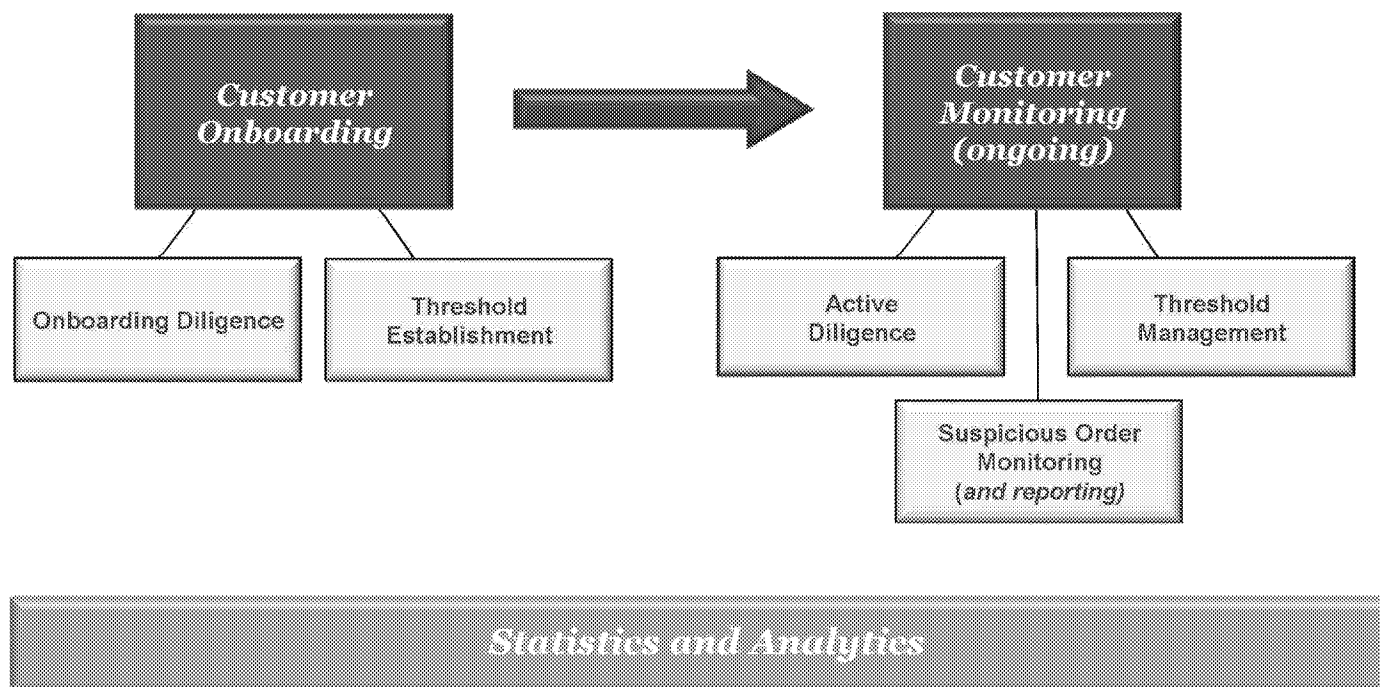 Customer
Onboarding
Customer
Monitoring
(ongoing)
Onboarding Diligence
Threshold
Establishment
Active
Diligence
Threshold
Management
Suspicious Order
Monitoring
(and reporting)
Statistics and Analytics